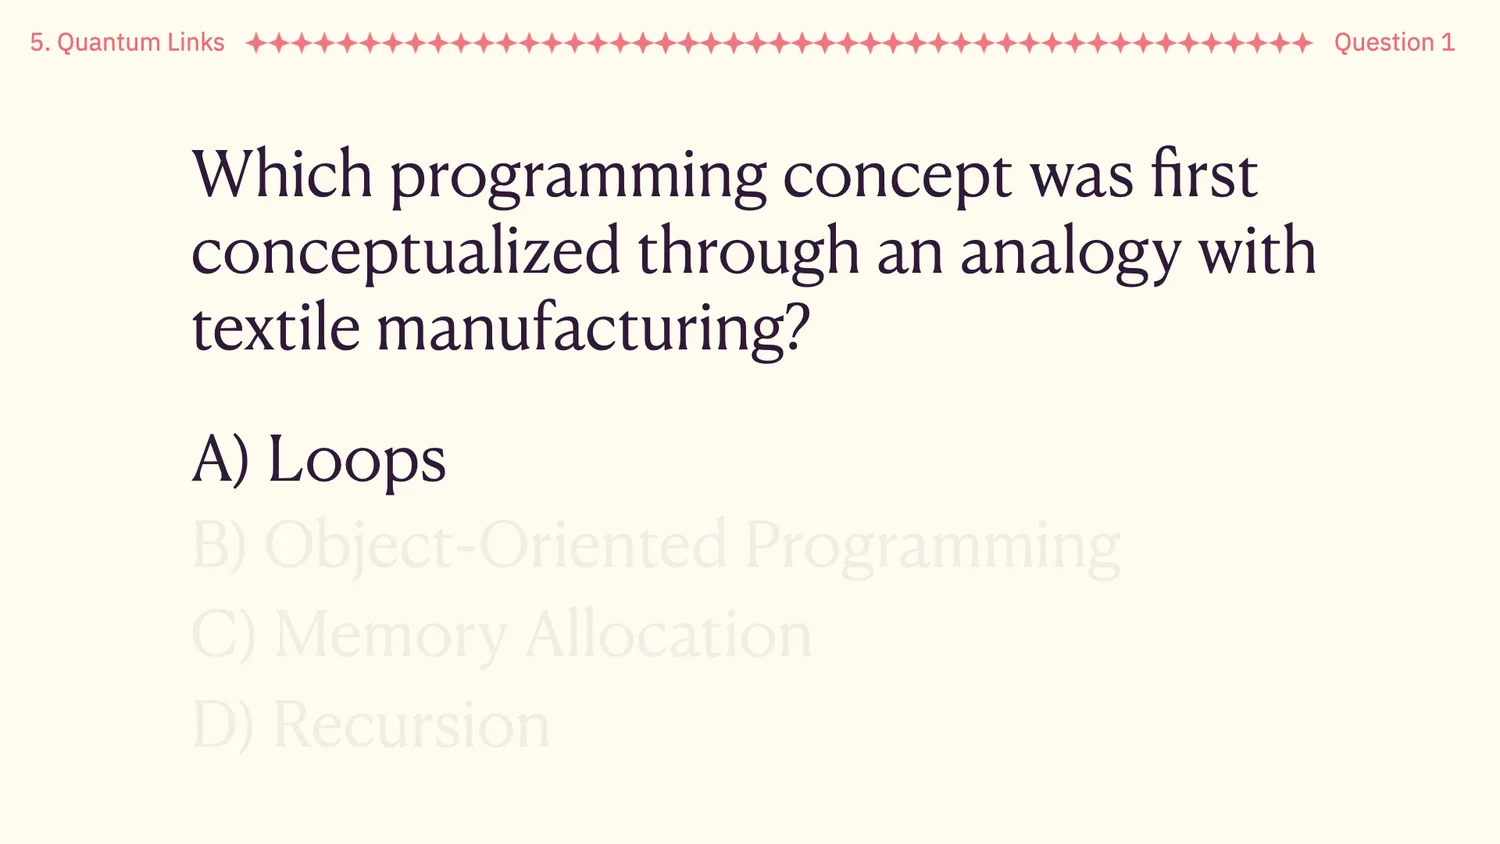 5. Quantum Links
Question 1
Which programming concept was first
conceptualized through an analogy with
textile manufacturing?
A) Loops
B) Object-Oriented Programming
C) Memory Allocation
D) Recursion